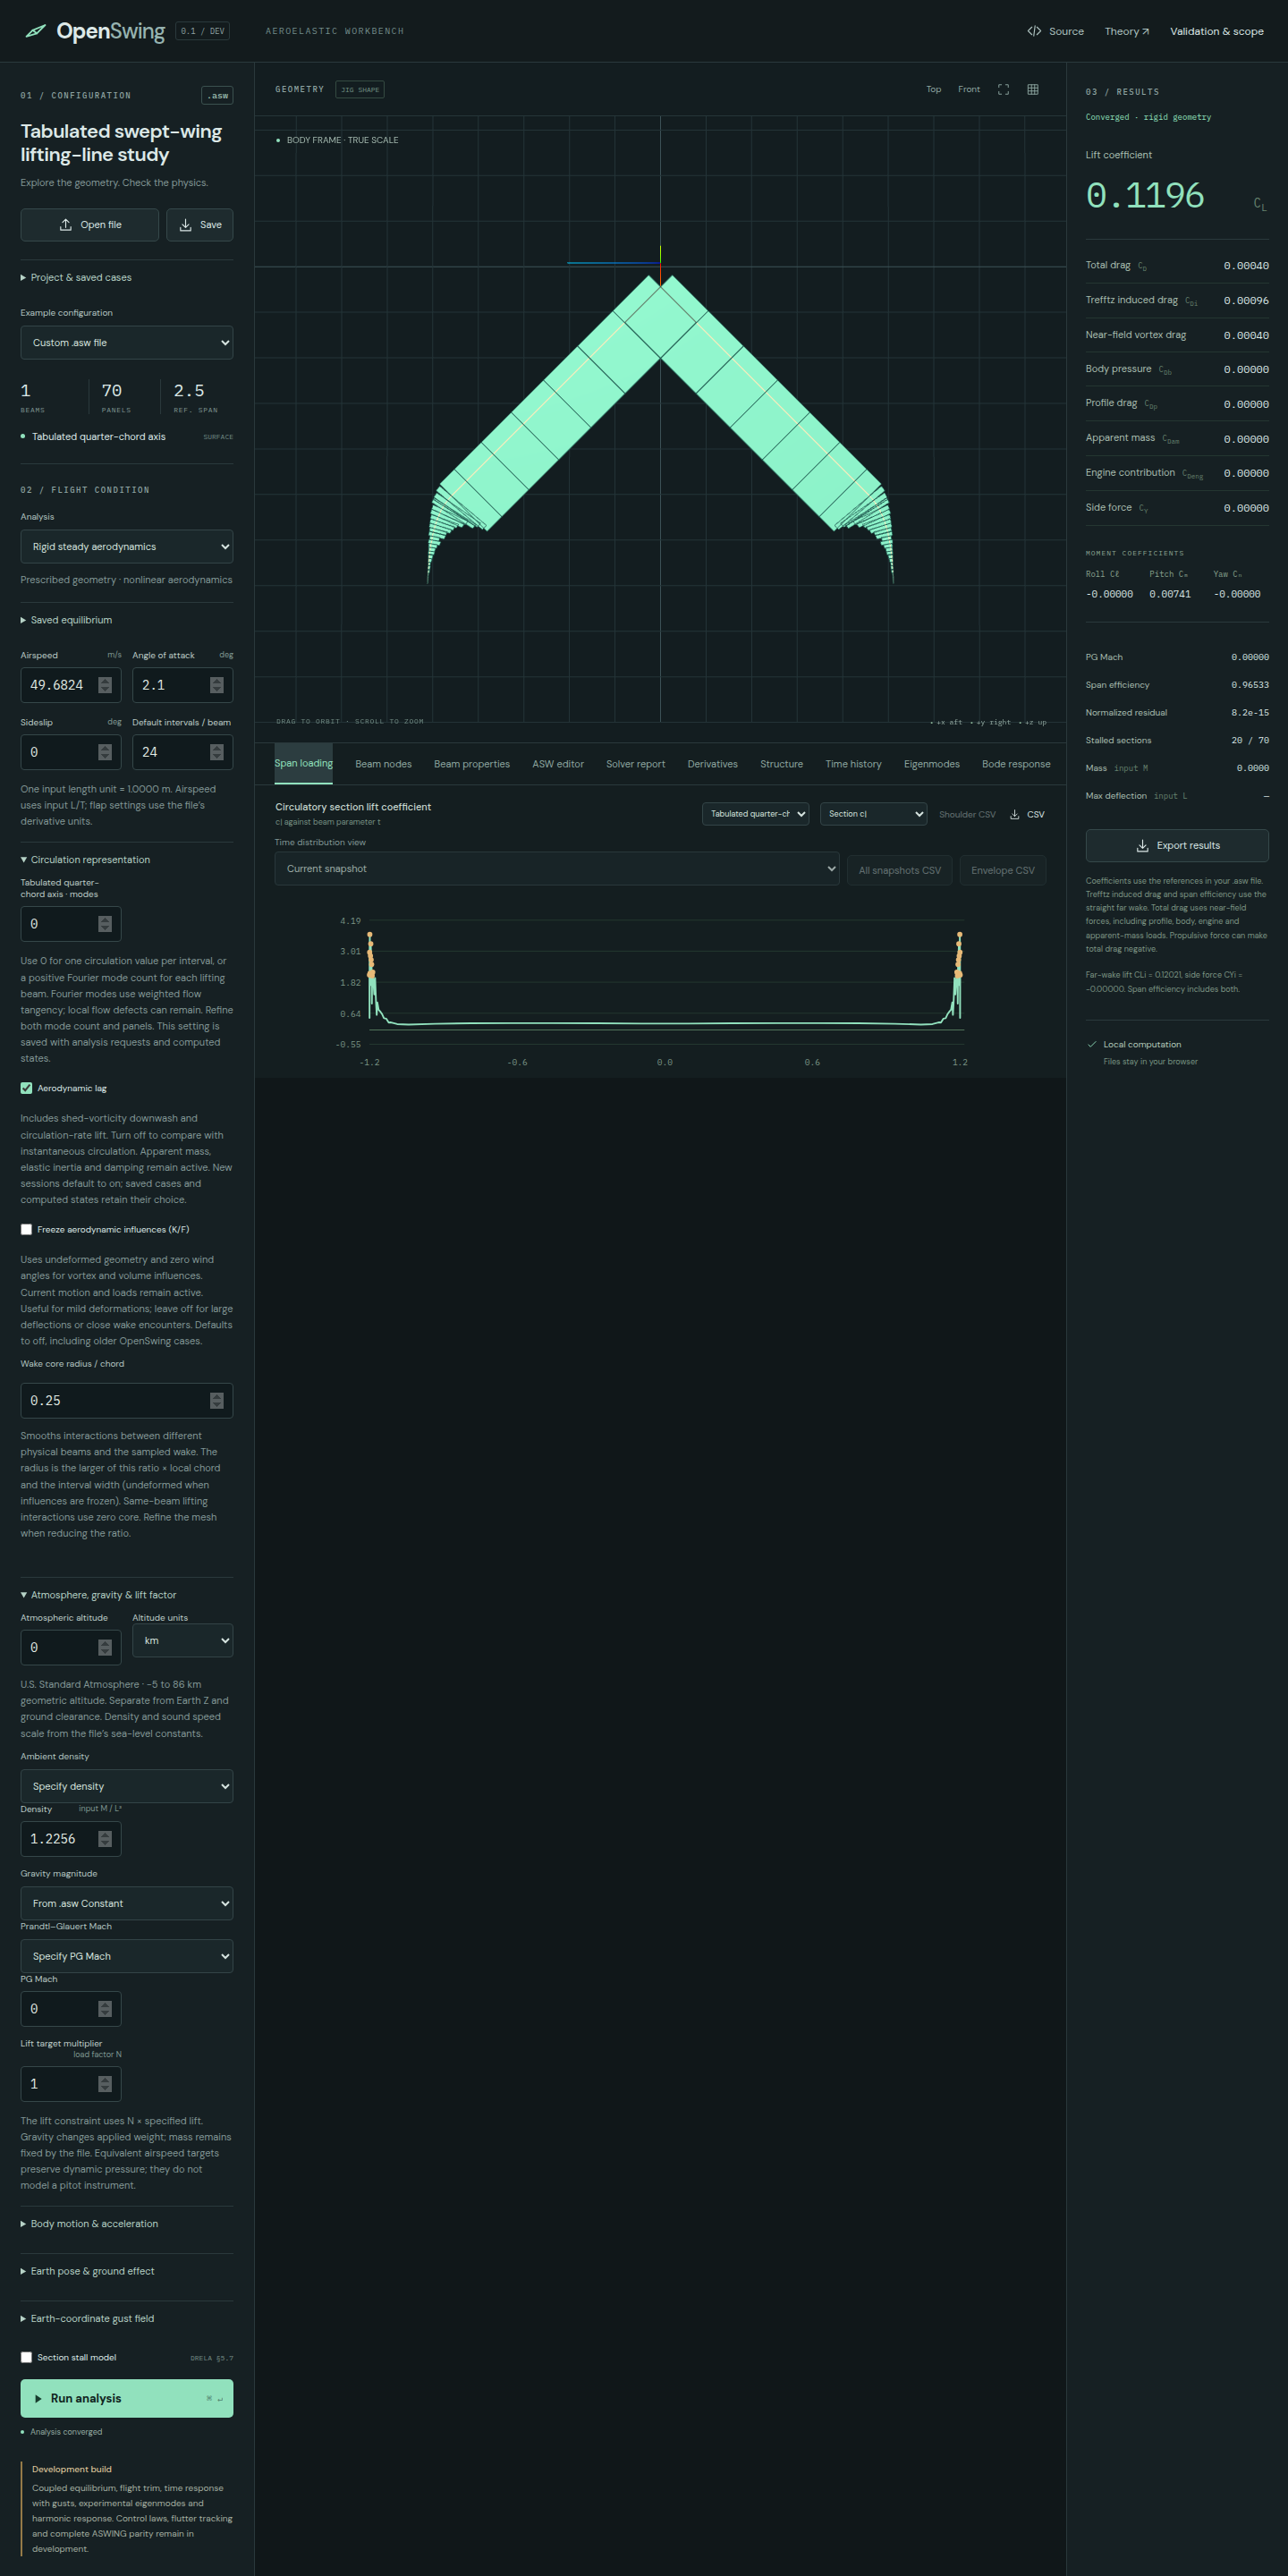 OpenSwing
0.1 / DEV
AEROELASTIC WORKBENCH
Source
Theory
Validation & scope
01 / CONFIGURATION
.asw
Tabulated swept-wing
lifting-line study
Explore the geometry. Check the physics.
Open file
Save
Project & saved cases
Example configuration
Custom .asw file
1
70
2.5
BEAMS
PANELS
REF. SPAN
Tabulated quarter-chord axis
SURFACE
02 / FLIGHT CONDITION
Analysis
Rigid steady aerodynamics
Prescribed geometry · nonlinear aerodynamics
Saved equilibrium
Airspeed
m/s
Angle of attack
deg
49.6824
2.1
Sideslip
deg
Default intervals / beam
0
24
One input length unit = 1.0000 m. Airspeed
uses input L/T; flap settings use the file's
derivative units.
Circulation representation
Tabulated quarter-
chord axis · modes
0
Use 0 for one circulation value per interval, or
a positive Fourier mode count for each lifting
beam. Fourier modes use weighted flow
tangency; local flow defects can remain. Refine
both mode count and panels. This setting is
saved with analysis requests and computed
states.
Aerodynamic lag
Includes shed-vorticity downwash and
circulation-rate lift. Turn off to compare with
instantaneous circulation. Apparent mass,
elastic inertia and damping remain active. New
sessions default to on; saved cases and
computed states retain their choice.
Freeze aerodynamic influences (K/F)
Uses undeformed geometry and zero wind
angles for vortex and volume influences.
Current motion and loads remain active.
Useful for mild deformations; leave off for large
deflections or close wake encounters. Defaults
to off, including older OpenSwing cases.
Wake core radius / chord
0.25
Smooths interactions between different
physical beams and the sampled wake. The
radius is the larger of this ratio × local chord
and the interval width (undeformed when
influences are frozen). Same-beam lifting
interactions use zero core. Refine the mesh
when reducing the ratio.
Atmosphere, gravity & lift factor
Atmospheric altitude
Altitude units
0
km
U.S. Standard Atmosphere · -5 to 86 km
geometric altitude. Separate from Earth Z and
ground clearance. Density and sound speed
scale from the file's sea-level constants.
Ambient density
Specify density
Density
input M / L³
1.2256
Gravity magnitude
From .asw Constant
Prandtl–Glauert Mach
Specify PG Mach
PG Mach
0
Lift target multiplier
load factor N
1
The lift constraint uses N × specified lift.
Gravity changes applied weight; mass remains
fixed by the file. Equivalent airspeed targets
preserve dynamic pressure; they do not
model a pitot instrument.
Body motion & acceleration
Earth pose & ground effect
Earth-coordinate gust field
Section stall model
DRELA §5.7
Run analysis
⌘ ↵
Analysis converged
Development build
Coupled equilibrium, flight trim, time response
with gusts, experimental eigenmodes and
harmonic response. Control laws, flutter tracking
and complete ASWING parity remain in
development.
GEOMETRY
JIG SHAPE
Top
Front
BODY FRAME · TRUE SCALE
DRAG TO ORBIT · SCROLL TO ZOOM
+x aft
+y right
+z up
Span loading
Beam nodes
Beam properties
ASW editor
Solver report
Derivatives
Structure
Time history
Eigenmodes
Bode response
Circulatory section lift coefficient
cl against beam parameter t
Tabulated quarter-ch
Section cl
Shoulder CSV
CSV
Time distribution view
Current snapshot
All snapshots CSV
Envelope CSV
4.19
3.01
1.82
0.64
-0.55
-1.2
-0.6
0.0
0.6
1.2
03 / RESULTS
Converged · rigid geometry
Lift coefficient
0.1196
CL
Total drag CD
0.00040
Trefftz induced drag CDi
0.00096
Near-field vortex drag
0.00040
Body pressure CDb
0.00000
Profile drag CDp
0.00000
Apparent mass CDam
0.00000
Engine contribution CDeng
0.00000
Side force CY
0.00000
MOMENT COEFFICIENTS
Roll Cℓ
Pitch Cₘ
Yaw Cₙ
-0.00000
0.00741
-0.00000
PG Mach
0.00000
Span efficiency
0.96533
Normalized residual
8.2e-15
Stalled sections
20 / 70
Mass input M
0.0000
Max deflection input L
—
Export results
Coefficients use the references in your .asw file.
Trefftz induced drag and span efficiency use the
straight far wake. Total drag uses near-field
forces, including profile, body, engine and
apparent-mass loads. Propulsive force can make
total drag negative.
Far-wake lift CLi = 0.12021, side force CYi =
-0.00000. Span efficiency includes both.
Local computation
Files stay in your browser